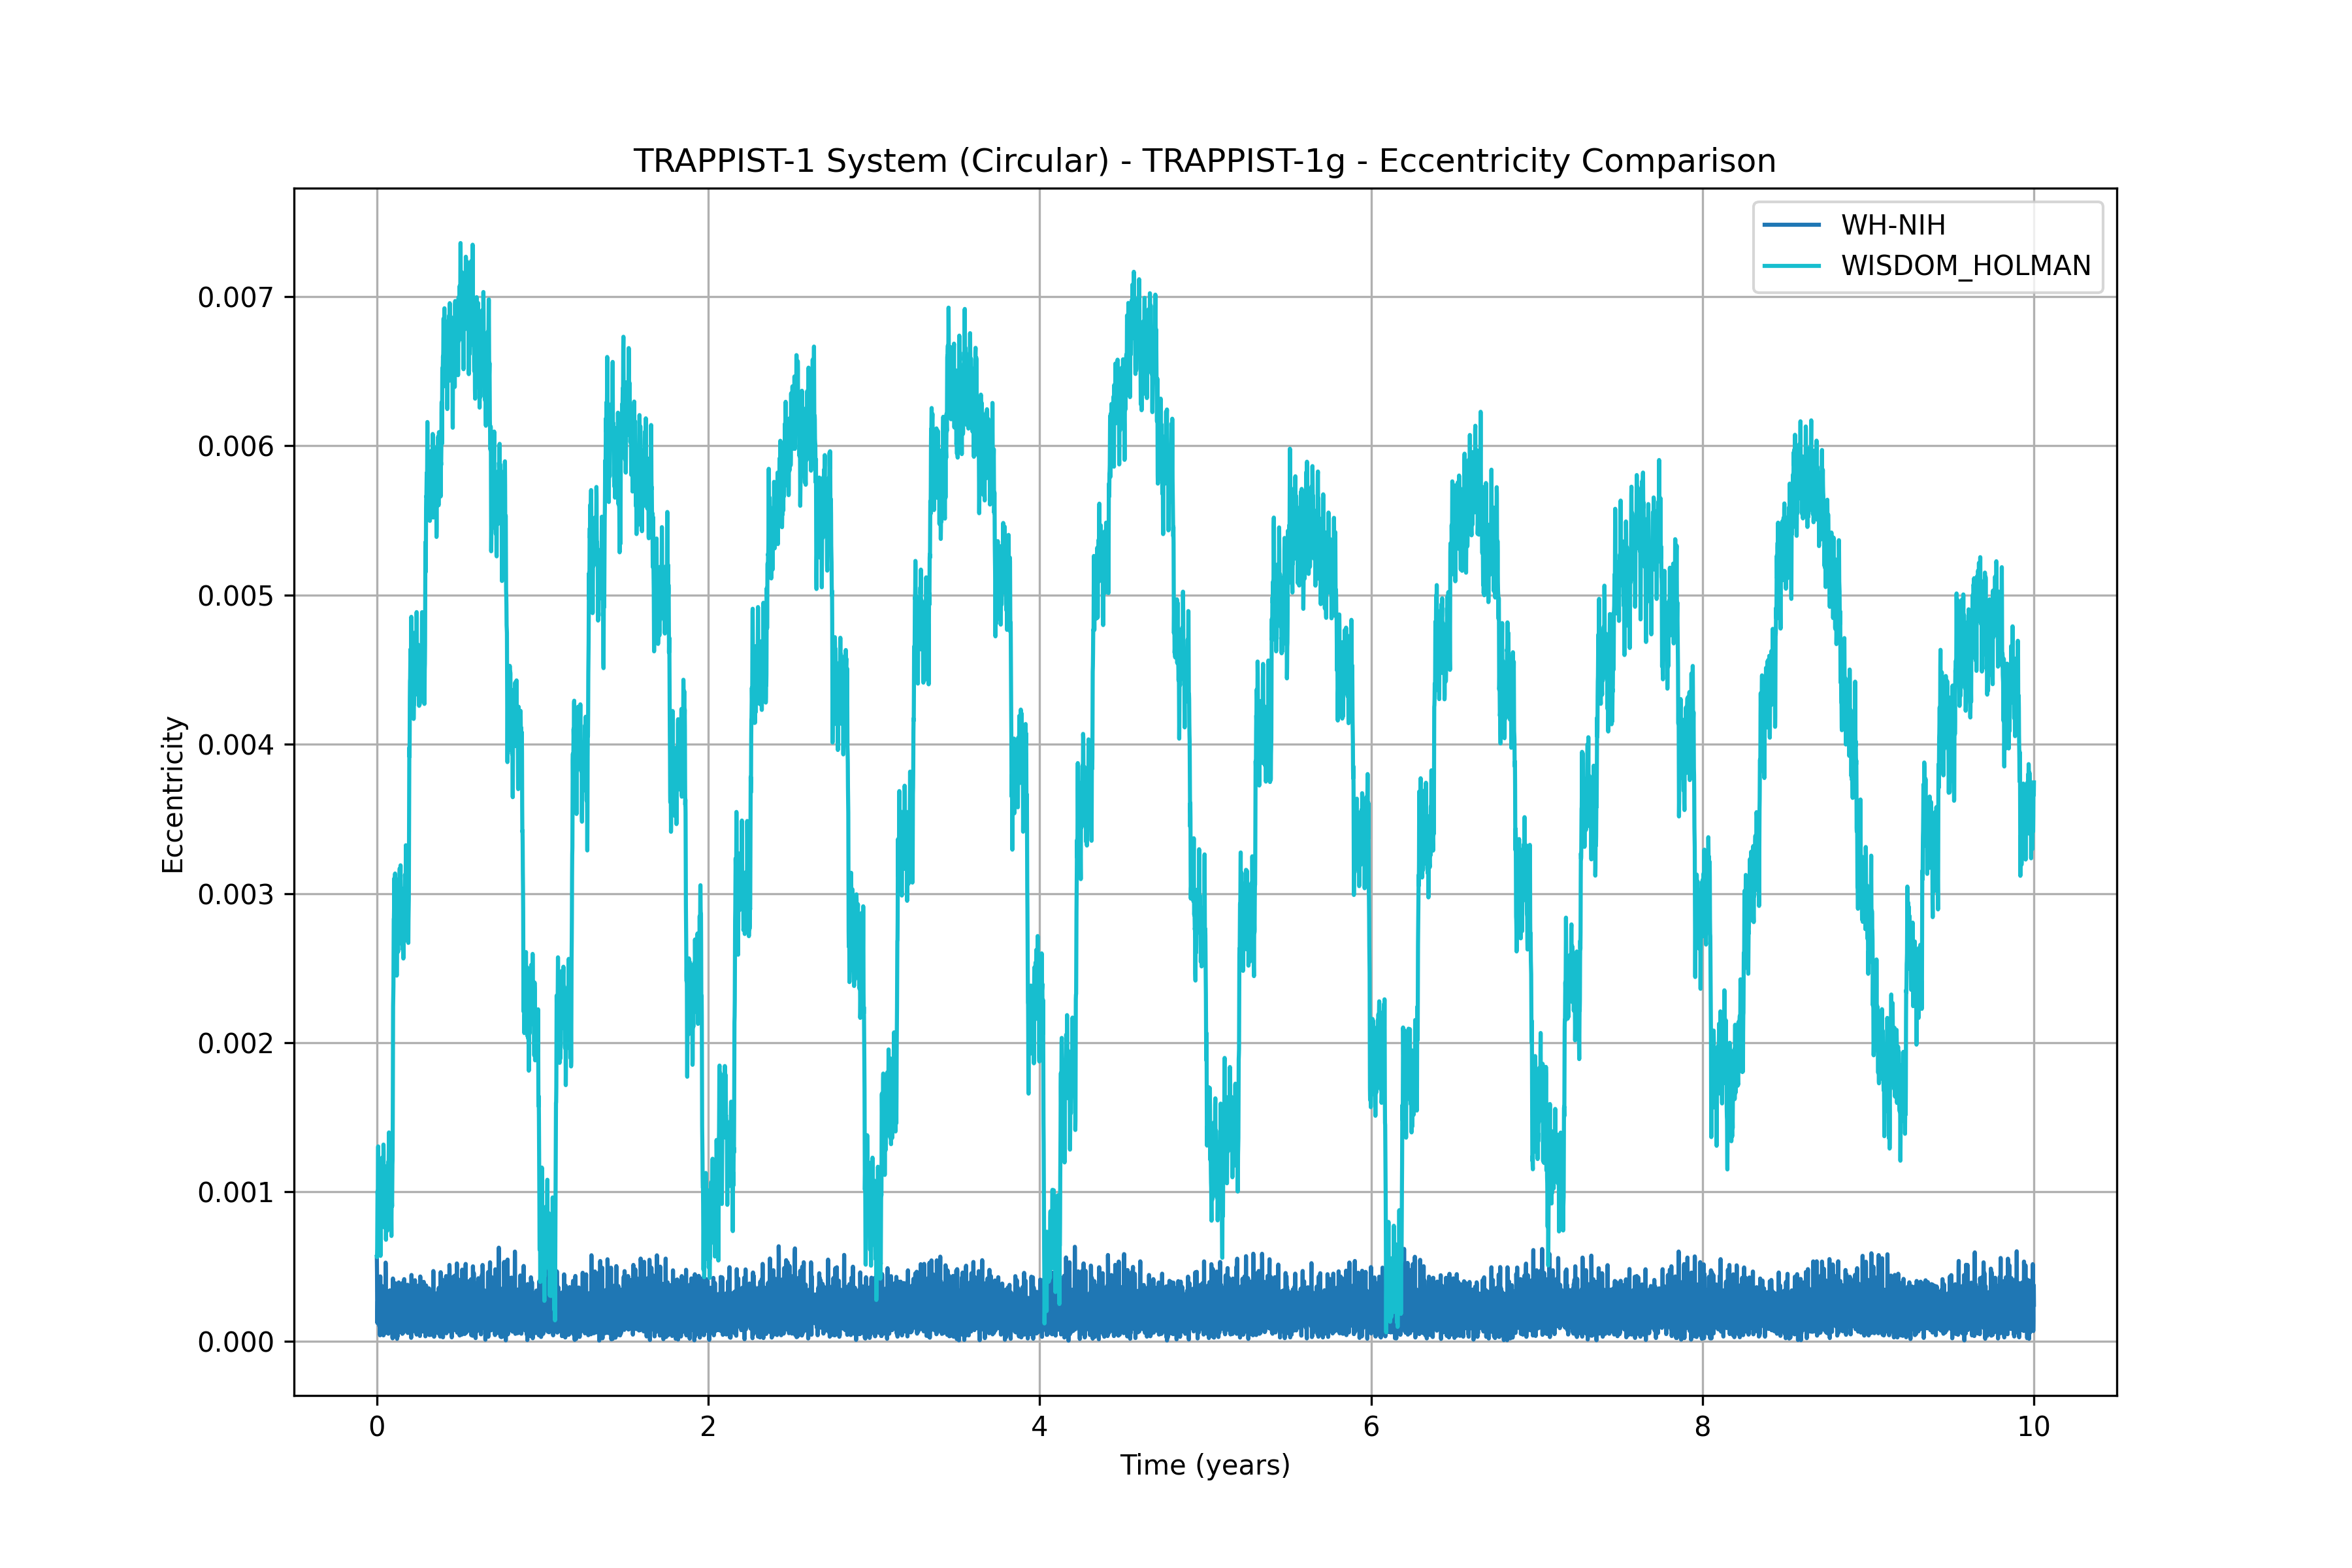 TRAPPIST-1 System (Circular) - TRAPPIST-1g - Eccentricity Comparison
WH-NIH
WISDOM_HOLMAN
Eccentricity
0.007
0.006
0.005
0.004
0.003
0.002
0.001
0.000
0 2 4 6 8 10
Time (years)